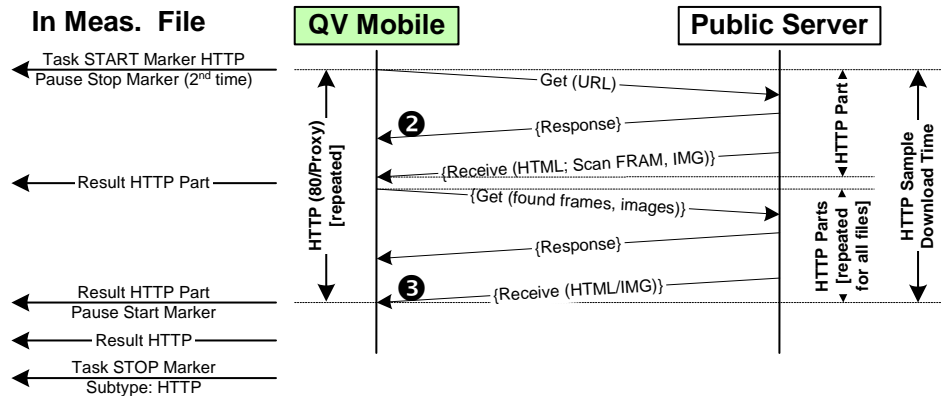 In Meas. File
QV Mobile
Public Server
Task START Marker HTTP
Pause Stop Marker (2nd time)
Get (URL)
❷
{Response}
{Receive (HTML; Scan FRAM, IMG)}
Result HTTP Part
{Get (found frames, images)}
{Response}
❸
{Receive (HTML/IMG)}
Result HTTP Part
Pause Start Marker
Result HTTP
Task STOP Marker
Subtype: HTTP
HTTP (80/Proxy)
[repeated]
HTTP Part
HTTP Parts
[repeated
for all files]
HTTP Sample
Download Time